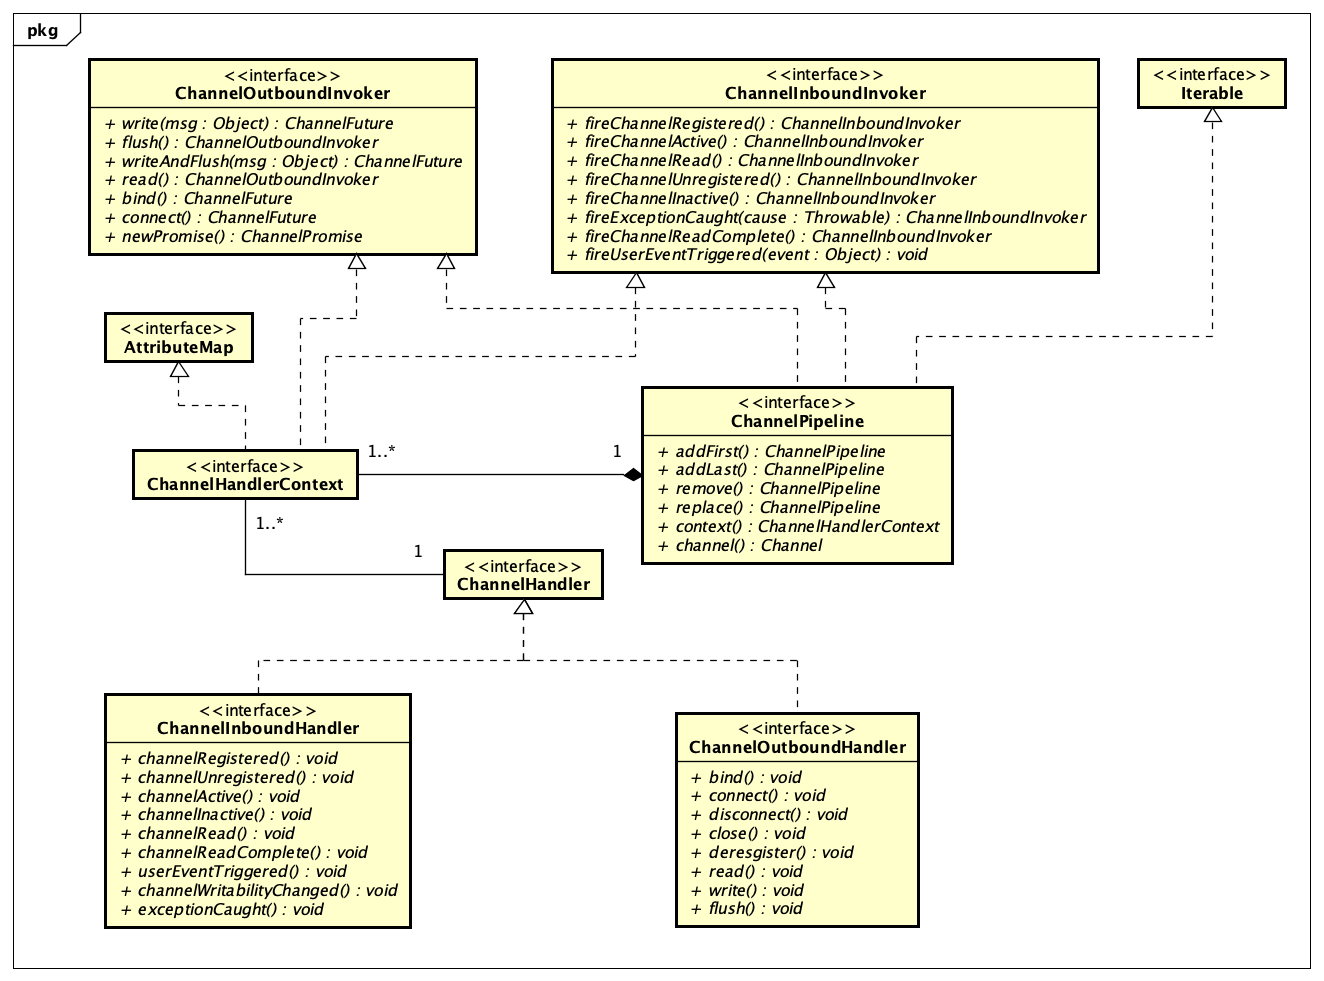 pkg
<<interface>>
ChannelOutboundInvoker
+ write(msg : Object) : ChannelFuture
+ flush() : ChannelOutboundInvoker
+ writeAndFlush(msg : Object) : ChannelFuture
+ read() : ChannelOutboundInvoker
+ bind() : ChannelFuture
+ connect() : ChannelFuture
+ newPromise() : ChannelPromise
<<interface>>
ChannelInboundInvoker
+ fireChannelRegistered() : ChannelInboundInvoker
+ fireChannelActive() : ChannelInboundInvoker
+ fireChannelRead() : ChannelInboundInvoker
+ fireChannelUnregistered() : ChannelInboundInvoker
+ fireChannelInactive() : ChannelInboundInvoker
+ fireExceptionCaught(cause : Throwable) : ChannelInboundInvoker
+ fireChannelReadComplete() : ChannelInboundInvoker
+ fireUserEventTriggered(event : Object) : void
<<interface>>
Iterable
<<interface>>
AttributeMap
<<interface>>
ChannelPipeline
+ addFirst() : ChannelPipeline
+ addLast() : ChannelPipeline
+ remove() : ChannelPipeline
+ replace() : ChannelPipeline
+ context() : ChannelHandlerContext
+ channel() : Channel
1..*
1
<<interface>>
ChannelHandlerContext
1..*
1
<<interface>>
ChannelHandler
<<interface>>
ChannelInboundHandler
+ channelRegistered() : void
+ channelUnregistered() : void
+ channelActive() : void
+ channelInactive() : void
+ channelRead() : void
+ channelReadComplete() : void
+ userEventTriggered() : void
+ channelWritabilityChanged() : void
+ exceptionCaught() : void
<<interface>>
ChannelOutboundHandler
+ bind() : void
+ connect() : void
+ disconnect() : void
+ close() : void
+ deresgister() : void
+ read() : void
+ write() : void
+ flush() : void